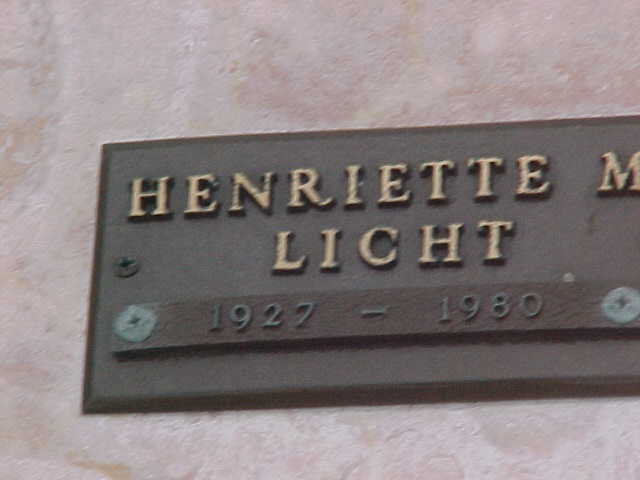 HENRIETTE M
LICHT
1927 - 1980